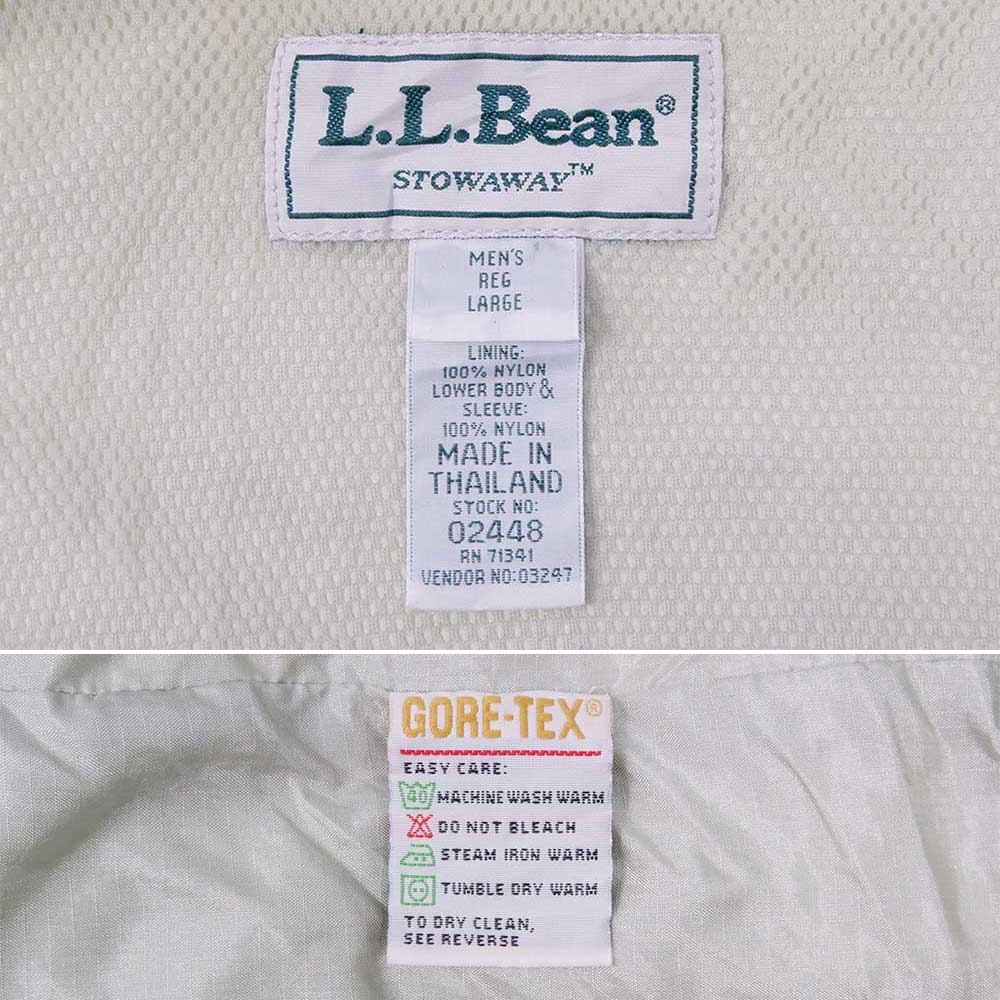 L.L.Bean®
STOWAWAY™
MEN'S
REG
LARGE
LINING:
100% NYLON
LOWER BODY &
SLEEVE:
100% NYLON
MADE IN
THAILAND
STOCK NO:
02448
RN 71341
VENDOR NO:03247
GORE-TEX®
EASY CARE:
40 MACHINE WASH WARM
DO NOT BLEACH
STEAM IRON WARM
TUMBLE DRY WARM
TO DRY CLEAN,
SEE REVERSE